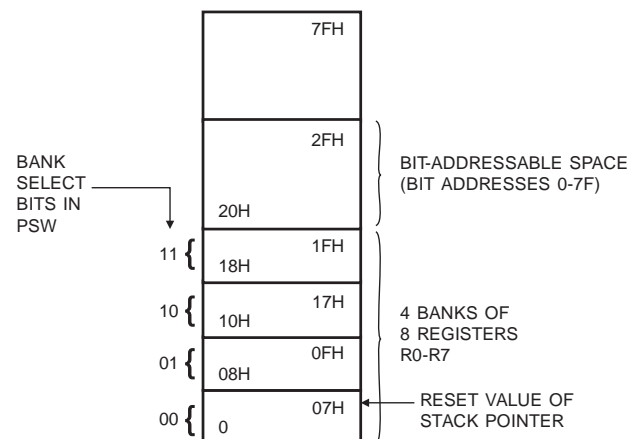 7FH
2FH
BANK
SELECT
BITS IN
PSW
BIT-ADDRESSABLE SPACE
(BIT ADDRESSES 0-7F)
20H
11 {
1FH
18H
10 {
17H
10H
4 BANKS OF
8 REGISTERS
R0-R7
01 {
0FH
08H
00 {
07H
0
RESET VALUE OF
STACK POINTER